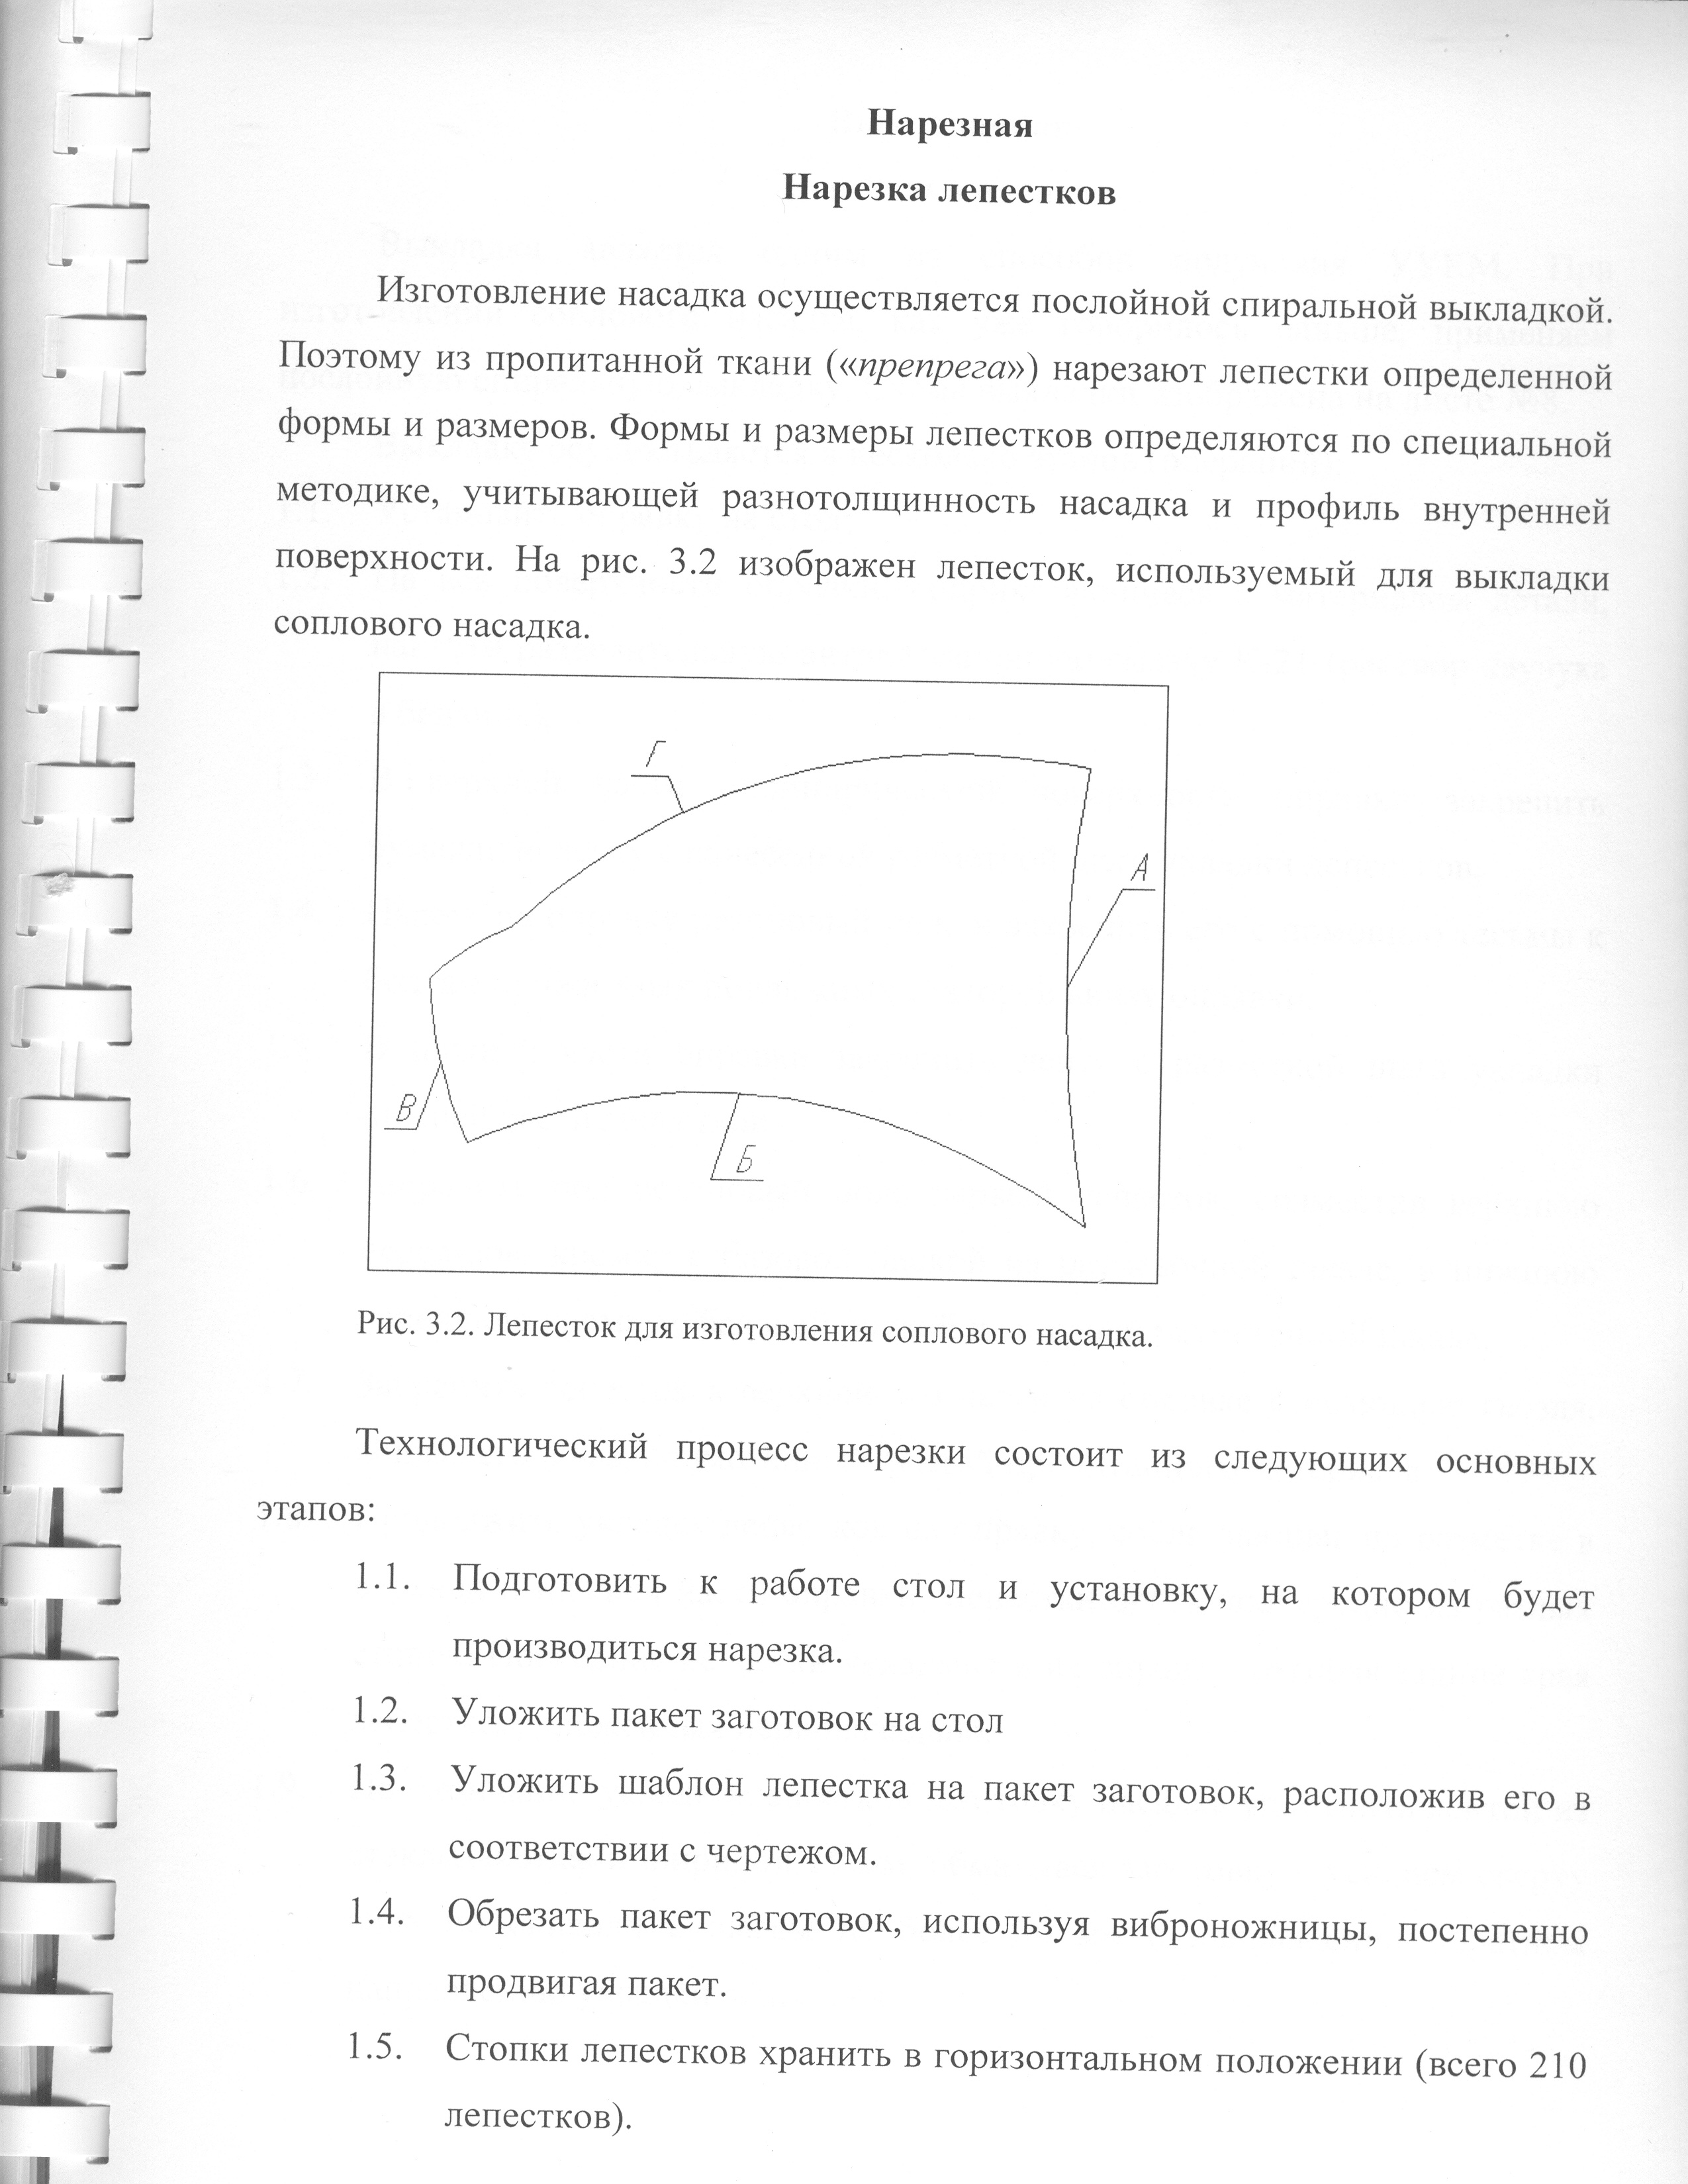 Нарезная
Нарезка лепестков
Изготовление насадка осуществляется послойной спиральной выкладкой.
Поэтому из пропитанной ткани («препрега») нарезают лепестки определенной
формы и размеров. Формы и размеры лепестков определяются по специальной
методике, учитывающей разнотолщинность насадка и профиль внутренней
поверхности. На рис. 3.2 изображен лепесток, используемый для выкладки
соплового насадка.
Г
А
В
Б
Рис. 3.2. Лепесток для изготовления соплового насадка.
Технологический процесс нарезки состоит из следующих основных
этапов:
1.1. Подготовить к работе стол и установку, на котором будет
производиться нарезка.
1.2. Уложить пакет заготовок на стол
1.3. Уложить шаблон лепестка на пакет заготовок, расположив его в
соответствии с чертежом.
1.4. Обрезать пакет заготовок, используя виброножницы, постепенно
продвигая пакет.
1.5. Стопки лепестков хранить в горизонтальном положении (всего 210
лепестков).